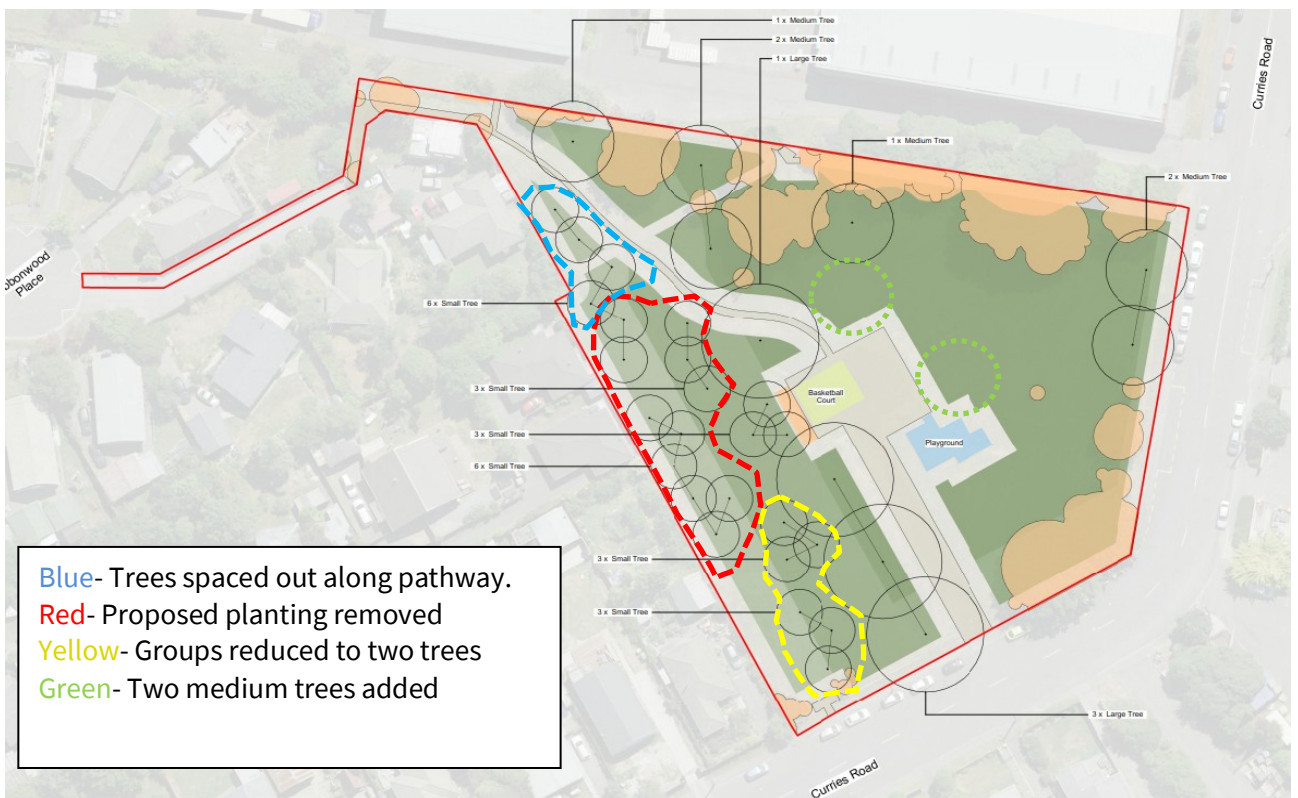 1 x Medium Tree
2 x Medium Tree
1 x Large Tree
Curries Road
1 x Medium Tree
2 x Medium Tree
6 x Small Tree
3 x Small Tree
Basketball
Court
3 x Small Tree
Playground
6 x Small Tree
3 x Small Tree
3 x Small Tree
3 x Large Tree
Curries Road
obonwood
Place
Blue- Trees spaced out along pathway.
Red- Proposed planting removed
Yellow- Groups reduced to two trees
Green- Two medium trees added